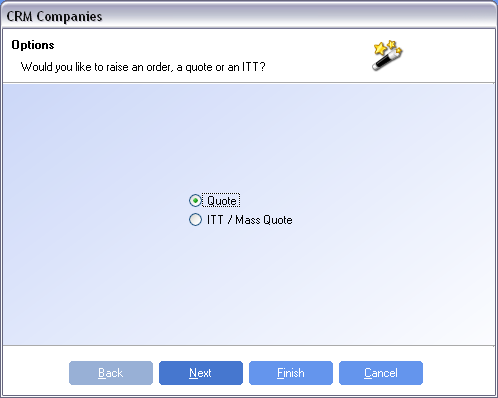 CRM Companies
Options
Would you like to raise an order, a quote or an ITT?
Quote
ITT / Mass Quote
Back Next Finish Cancel